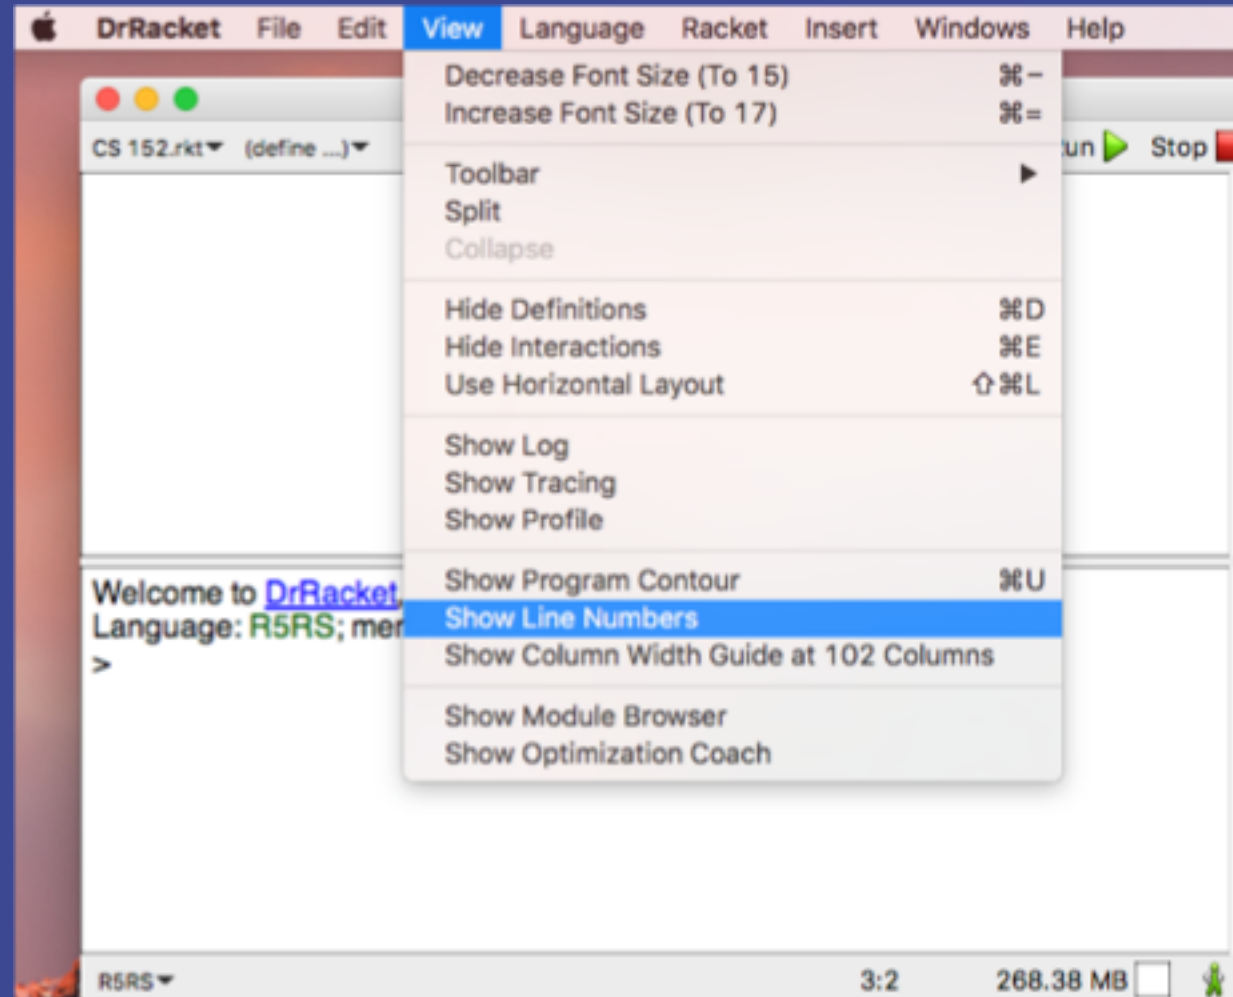 DrRacket File Edit View Language Racket Insert Windows Help
Decrease Font Size (To 15) ⌘−
Increase Font Size (To 17) ⌘=
CS 152.rkt (define ...) Stop
Toolbar
Split
Collapse
Hide Definitions ⌘D
Hide Interactions ⌘E
Use Horizontal Layout ⇧⌘L
Show Log
Show Tracing
Show Profile
Show Program Contour ⌘U
Show Line Numbers
Show Column Width Guide at 102 Columns
Show Module Browser
Show Optimization Coach
Welcome to DrRacket,
Language: R5RS;
>
R5RS 3:2 268.38 MB